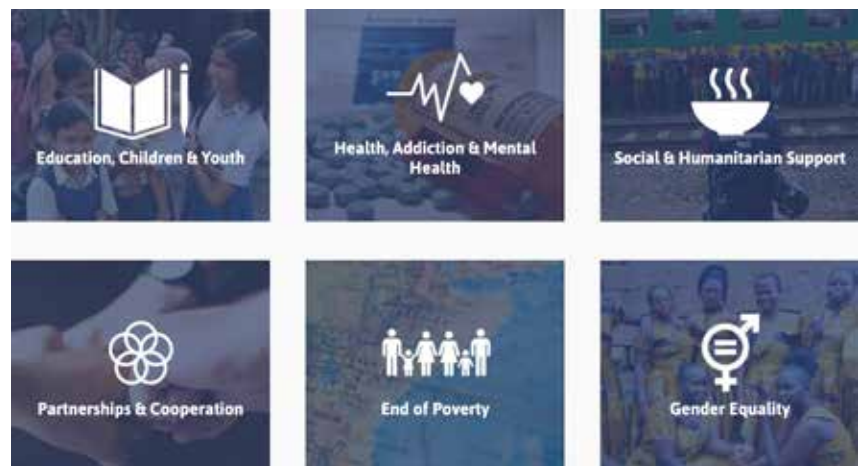 Education, Children & Youth
Health, Addiction & Mental
Health
Social & Humanitarian Support
Partnerships & Cooperation
End of Poverty
Gender Equality